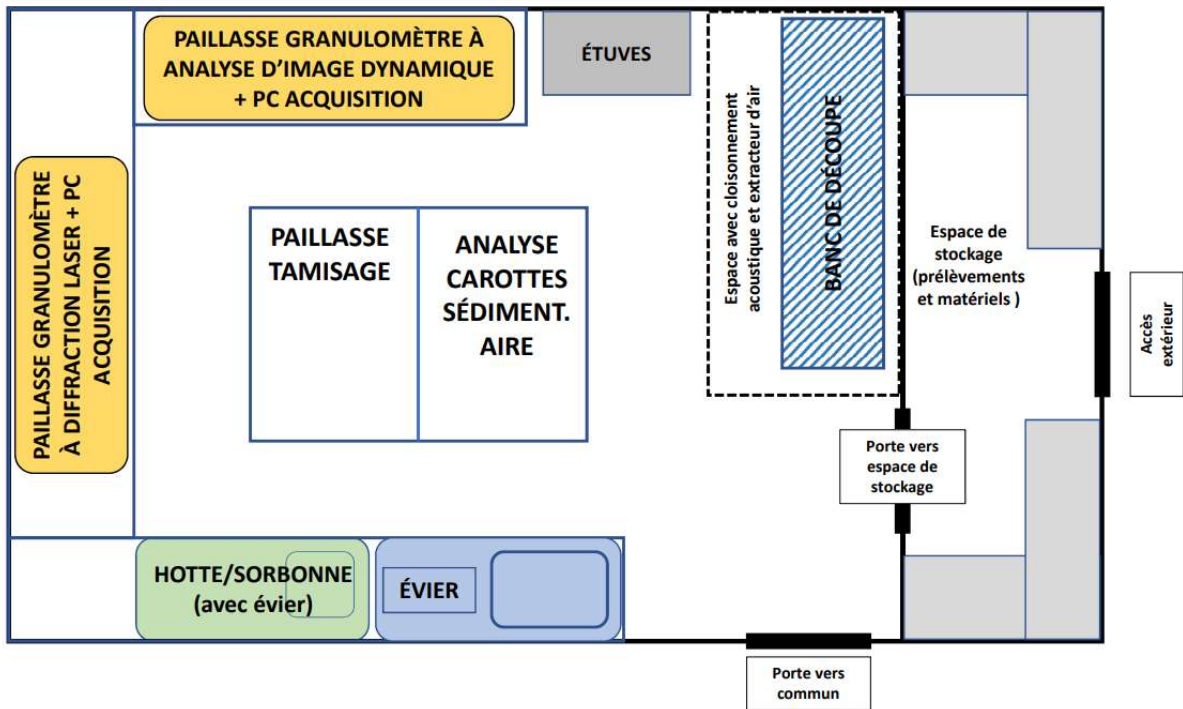 PAILLASSE GRANULOMÈTRE À
ANALYSE D’IMAGE DYNAMIQUE
+ PC ACQUISITION
ÉTUVES
Espace avec cloisonnement
acoustique et extracteur d’air
BANC DE DÉCOUPE
PAILLASSE GRANULOMÈTRE
À DIFFRACTION LASER + PC
ACQUISITION
PAILLASSE
TAMISAGE
ANALYSE
CAROTTES
SÉDIMENT.
AIRE
Espace de
stockage
(prélèvements
et matériels )
Accès
extérieur
Porte vers
espace de
stockage
HOTTE/SORBONNE
(avec évier)
ÉVIER
Porte vers
commun